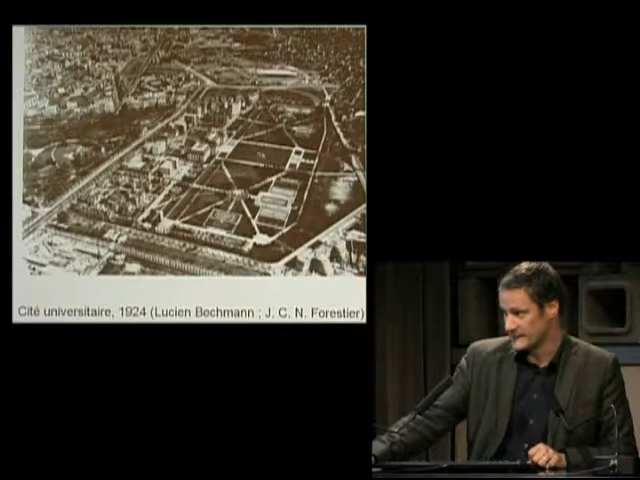 Cité universitaire, 1924 (Lucien Bechmann ; J. C. N. Forestier)